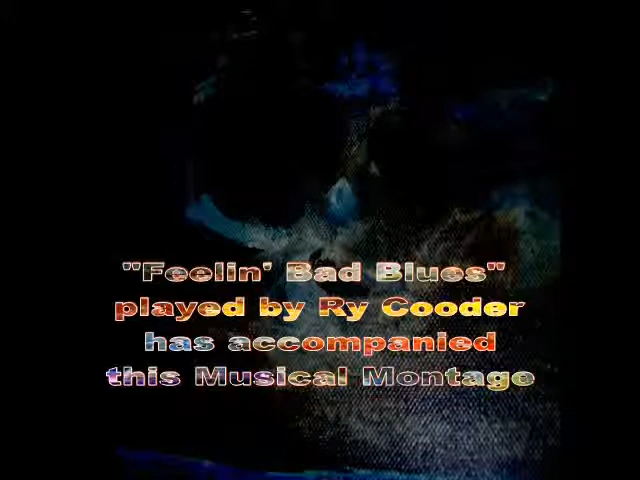 "Feelin' Bad Blues"
played by Ry Cooder
has accompanied
this Musical Montage